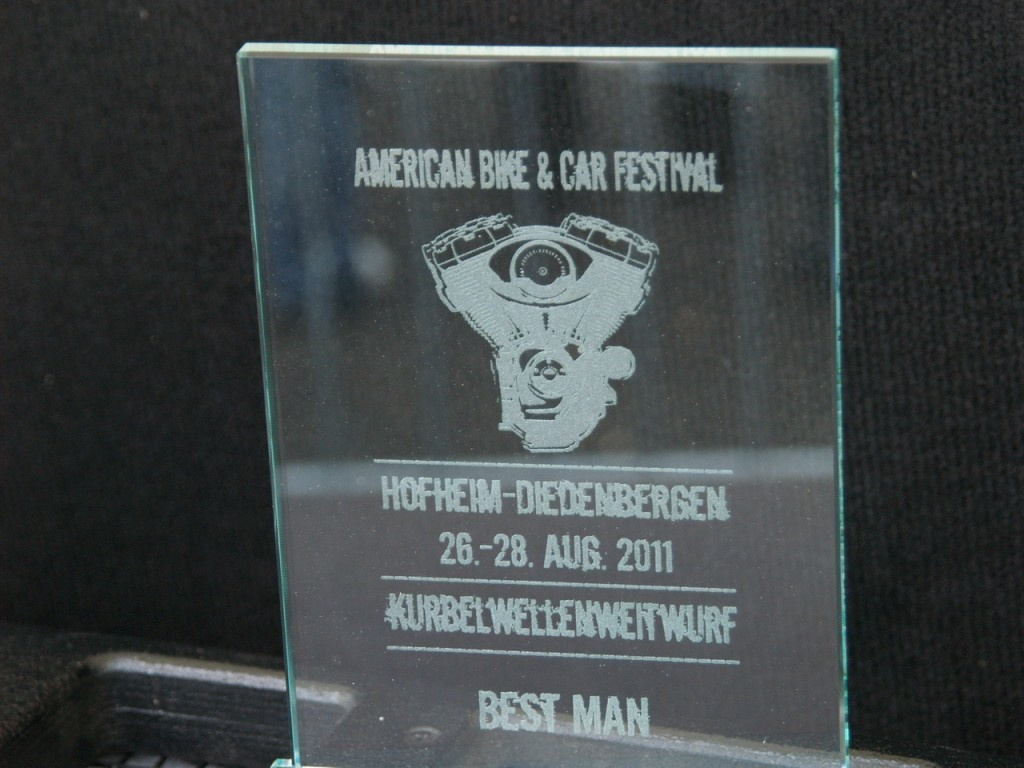 AMERICAN BIKE & CAR FESTIVAL
HOFHEIM-DIEDENBERGEN
26.-28. AUG. 2011
KURBELWELLENWEITWURF
BEST MAN